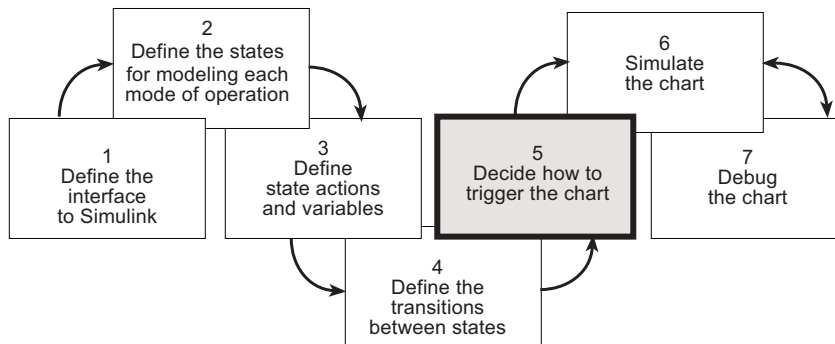 1
Define the
interface
to Simulink
2
Define the states
for modeling each
mode of operation
3
Define
state actions
and variables
4
Define the
transitions
between states
5
Decide how to
trigger the chart
6
Simulate
the chart
7
Debug
the chart